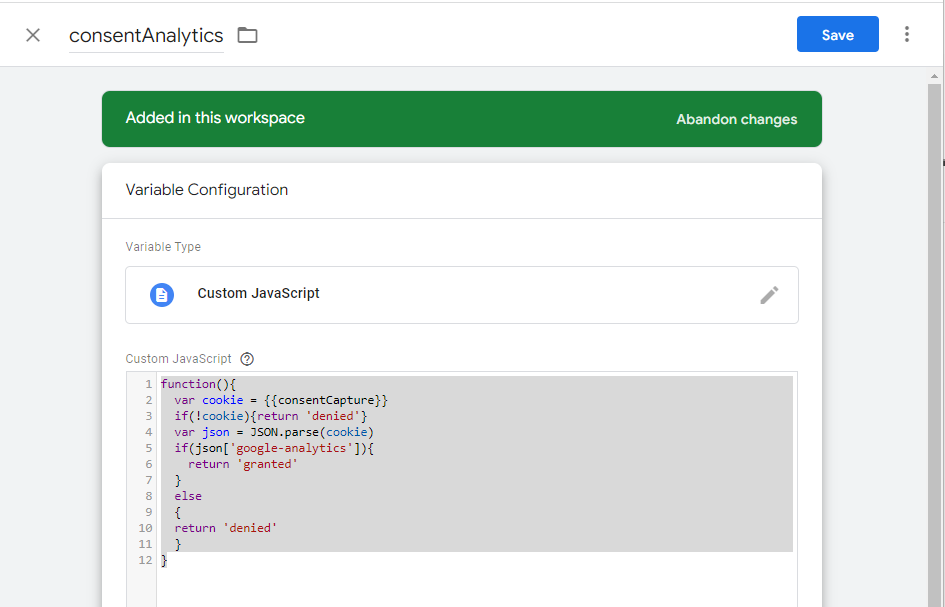 consentAnalytics
Save
Added in this workspace
Abandon changes
Variable Configuration
Variable Type
Custom JavaScript
Custom JavaScript ?
1 function(){
2   var cookie = {{consentCapture}}
3   if(!cookie){return 'denied'}
4   var json = JSON.parse(cookie)
5   if(json['google-analytics']){
6     return 'granted'
7   }
8   else
9   {
10   return 'denied'
11   }
12 }